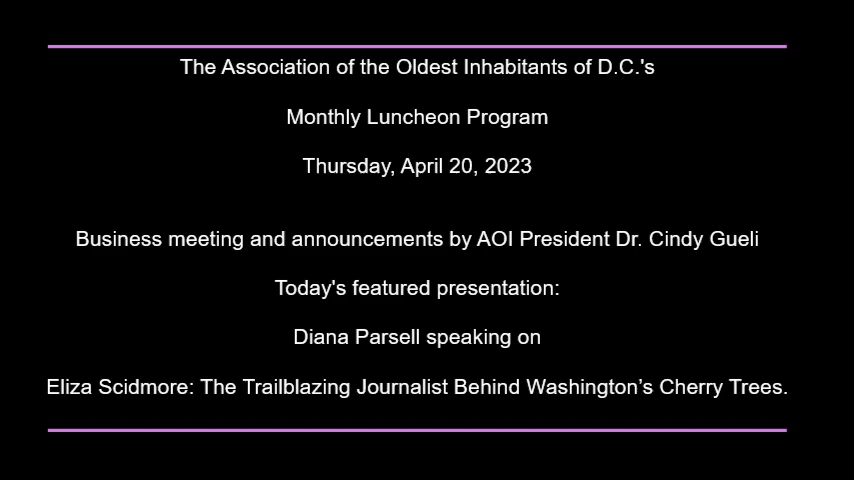 The Association of the Oldest Inhabitants of D.C.'s
Monthly Luncheon Program
Thursday, April 20, 2023
Business meeting and announcements by AOI President Dr. Cindy Gueli
Today's featured presentation:
Diana Parsell speaking on
Eliza Scidmore: The Trailblazing Journalist Behind Washington’s Cherry Trees.